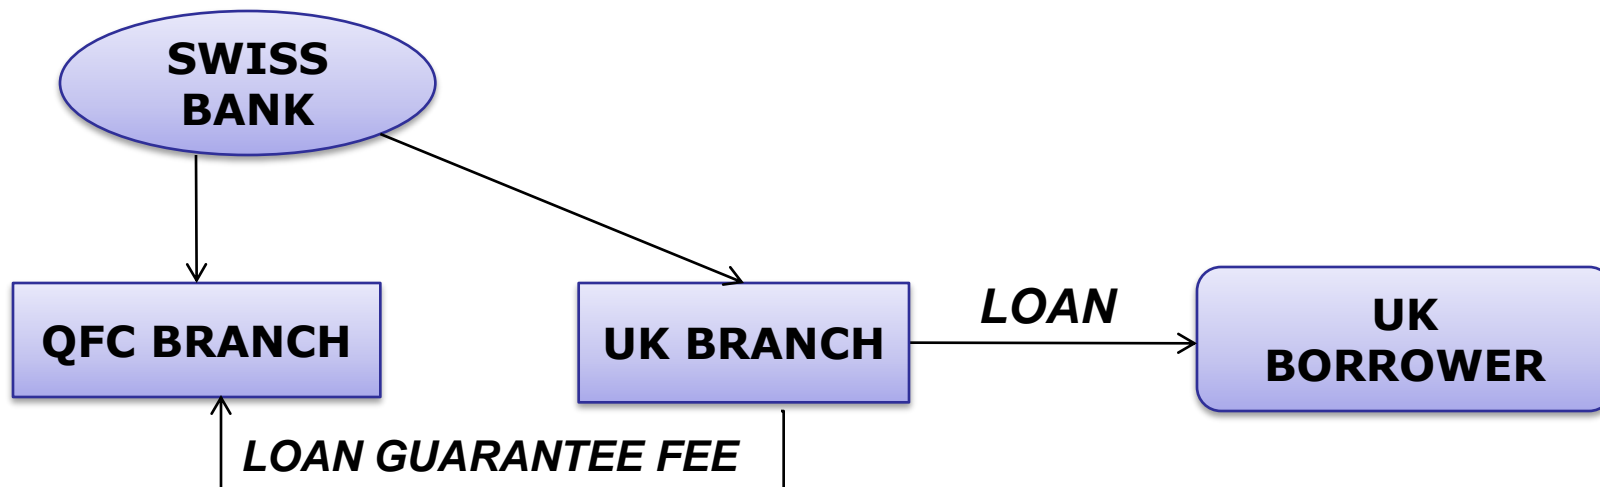 SWISS
BANK
QFC BRANCH
UK BRANCH
LOAN
UK
BORROWER
LOAN GUARANTEE FEE